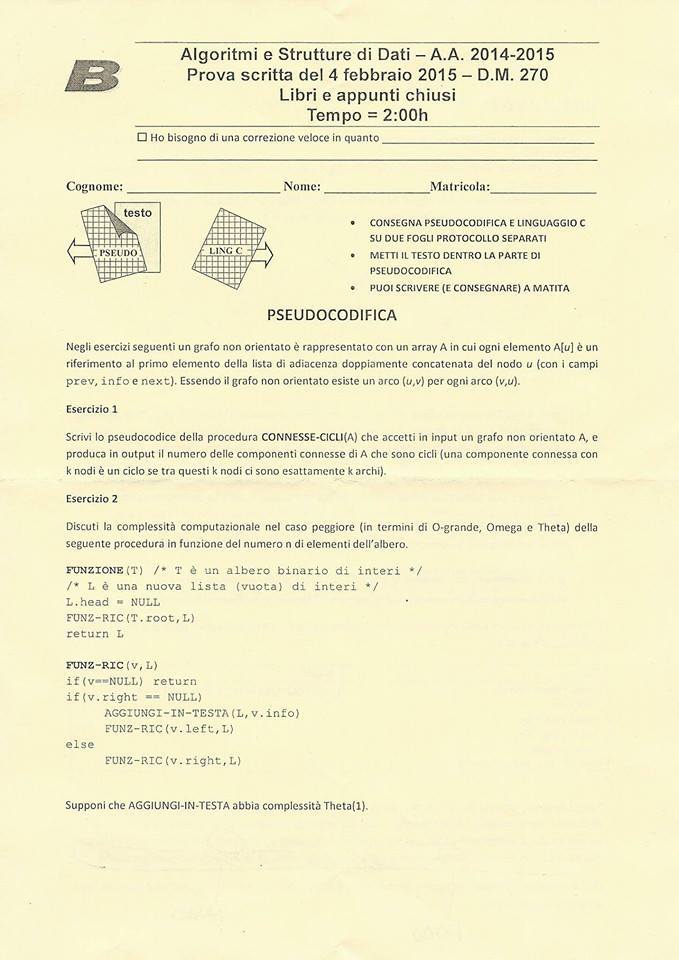 B
Algoritmi e Strutture di Dati – A.A. 2014-2015
Prova scritta del 4 febbraio 2015 – D.M. 270
Libri e appunti chiusi
Tempo = 2:00h
☐ Ho bisogno di una correzione veloce in quanto ____________________
Cognome: ____________________ Nome: ____________________ Matricola: ____________________
testo
PSEUDO
LING C
• CONSEGNA PSEUDOCODIFICA E LINGUAGGIO C
SU DUE FOGLI PROTOCOLLO SEPARATI
• METTI IL TESTO DENTRO LA PARTE DI
PSEUDOCODIFICA
• PUOI SCRIVERE (E CONSEGNARE) A MATITA
PSEUDOCODIFICA
Negli esercizi seguenti un grafo non orientato è rappresentato con un array A in cui ogni elemento A[u] è un
riferimento al primo elemento della lista di adiacenza doppiamente concatenata del nodo u (con i campi
prev, info e next). Essendo il grafo non orientato esiste un arco (u,v) per ogni arco (v,u).
Esercizio 1
Scrivi lo pseudocodice della procedura CONNESSE-CICLI(A) che accetti in input un grafo non orientato A, e
produca in output il numero delle componenti connesse di A che sono cicli (una componente connessa con
k nodi è un ciclo se tra questi k nodi ci sono esattamente k archi).
Esercizio 2
Discuti la complessità computazionale nel caso peggiore (in termini di O-grande, Omega e Theta) della
seguente procedura in funzione del numero n di elementi dell'albero.
FUNZIONE(T) /* T è un albero binario di interi */
/* L è una nuova lista (vuota) di interi */
L.head = NULL
FUNZ-RIC(T.root,L)
return L
FUNZ-RIC(v,L)
if(v==NULL) return
if(v.right == NULL)
AGGIUNGI-IN-TESTA(L,v.info)
FUNZ-RIC(v.left,L)
else
FUNZ-RIC(v.right,L)
Supponi che AGGIUNGI-IN-TESTA abbia complessità Theta(1).